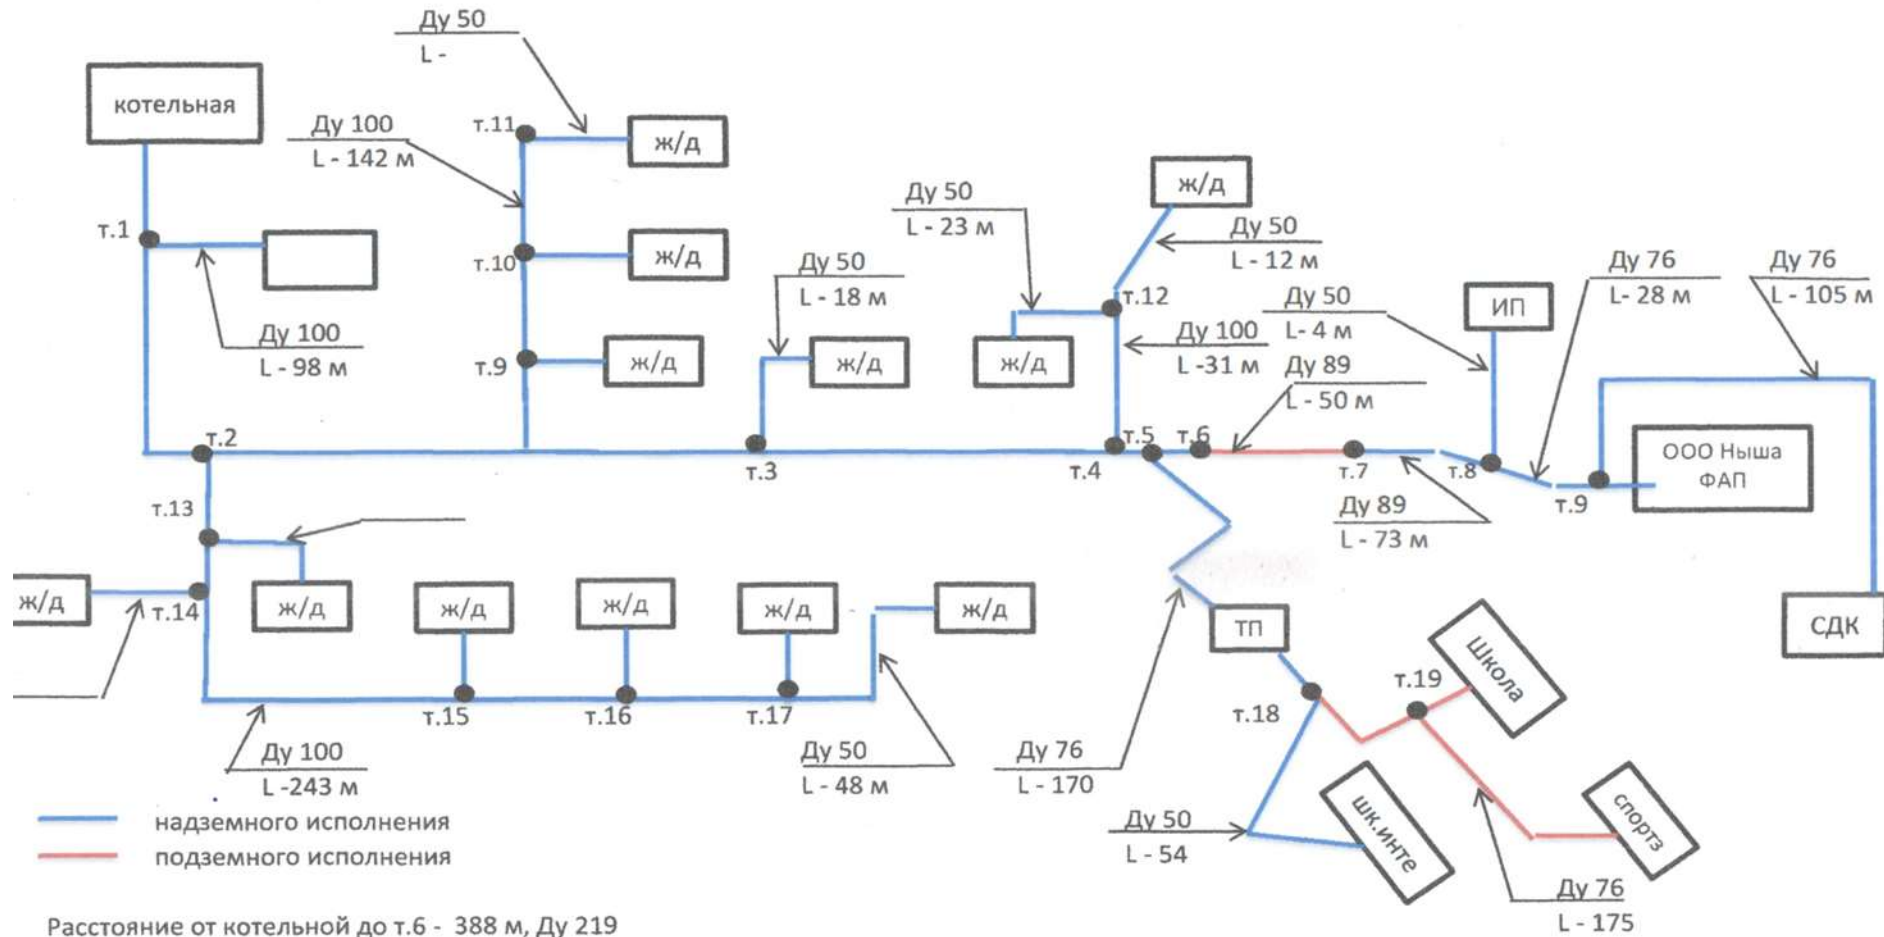 Ду 50
L -
котельная
Ду 100
L - 142 м
т.11
ж/д
т.1
т.10
ж/д
Ду 100
L - 98 м
т.9
ж/д
Ду 50
L - 18 м
ж/д
Ду 50
L - 23 м
ж/д
ж/д
Ду 50
L - 12 м
т.12
Ду 100
L -31 м
Ду 50
L- 4 м
Ду 89
L - 50 м
ИП
Ду 76
L- 28 м
Ду 76
L - 105 м
т.2
т.3
т.4
т.5
т.6
т.7
т.8
т.9
ООО Ныша
ФАП
Ду 89
L - 73 м
СДК
т.13
ж/д
т.14
ж/д
ж/д
ж/д
ж/д
ж/д
т.15
т.16
т.17
Ду 100
L -243 м
Ду 50
L - 48 м
ТП
Ду 76
L - 170
т.18
т.19
Школа
Ду 50
L - 54
шк.инте
спортз
Ду 76
L - 175
надземного исполнения
подземного исполнения
Расстояние от котельной до т.6 - 388 м, Ду 219